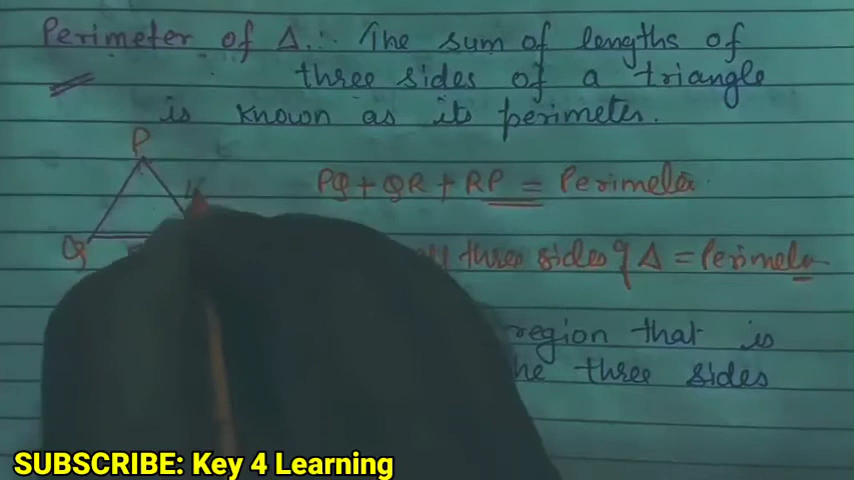 Perimeter of Δ :- The sum of lengths of
three sides of a triangle
is known as its perimeter.
P
PQ + QR + RP = Perimeter
Q
three sides of Δ = Perimeter
region that is
the three sides
SUBSCRIBE: Key 4 Learning